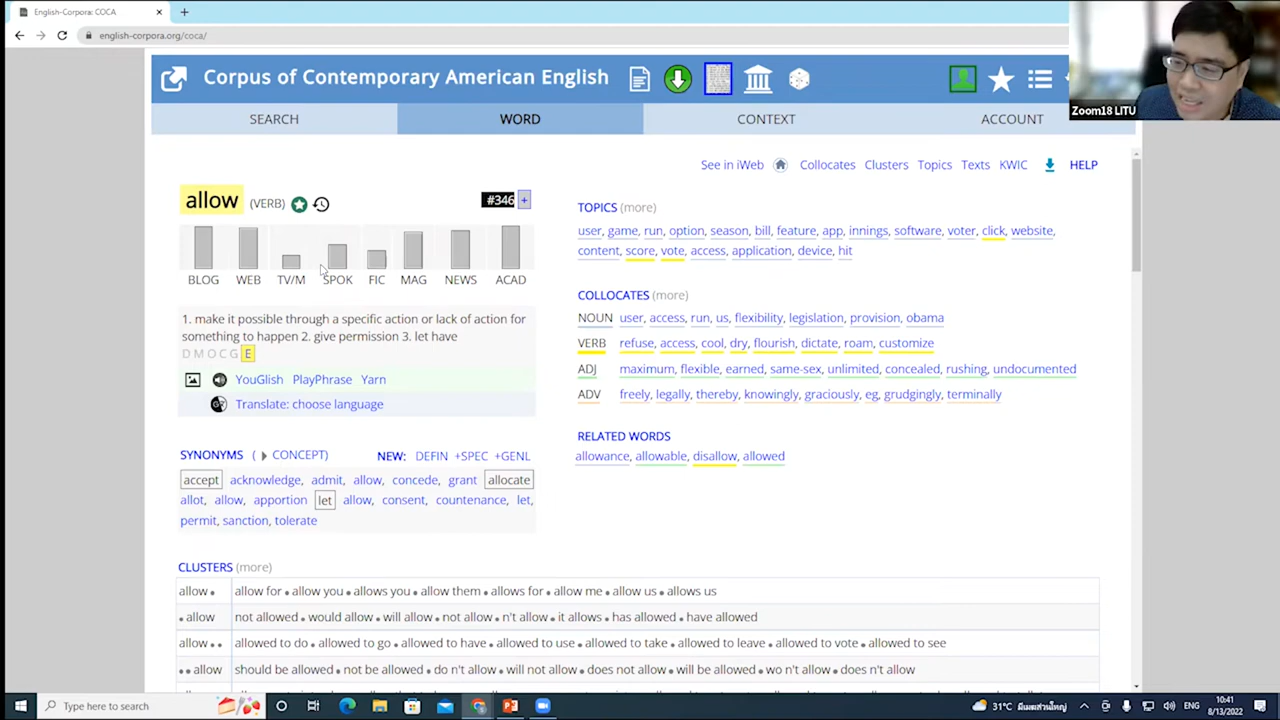 English-Corpora: COCA
english-corpora.org/coca/
Corpus of Contemporary American English
Zoom18 LITU
SEARCH WORD CONTEXT ACCOUNT
See in iWeb Collocates Clusters Topics Texts KWIC HELP
allow (VERB) #346 +
BLOG WEB TV/M SPOK FIC MAG NEWS ACAD
1. make it possible through a specific action or lack of action for
something to happen 2. give permission 3. let have
D M O C G E
YouGlish PlayPhrase Yarn
Translate: choose language
SYNONYMS ( CONCEPT) NEW: DEFIN +SPEC +GENL
accept acknowledge, admit, allow, concede, grant allocate
allot, allow, apportion let allow, consent, countenance, let,
permit, sanction, tolerate
TOPICS (more)
user, game, run, option, season, bill, feature, app, innings, software, voter, click, website,
content, score, vote, access, application, device, hit
COLLOCATES (more)
NOUN user, access, run, us, flexibility, legislation, provision, obama
VERB refuse, access, cool, dry, flourish, dictate, roam, customize
ADJ maximum, flexible, earned, same-sex, unlimited, concealed, rushing, undocumented
ADV freely, legally, thereby, knowingly, graciously, eg, grudgingly, terminally
RELATED WORDS
allowance, allowable, disallow, allowed
CLUSTERS (more)
allow • allow for • allow you • allows you • allow them • allows for • allow me • allow us • allows us
• allow not allowed • would allow • will allow • not allow • n't allow • it allows • has allowed • have allowed
allow • • allowed to do • allowed to go • allowed to have • allowed to use • allowed to take • allowed to leave • allowed to vote • allowed to see
• • allow should be allowed • not be allowed • do n't allow • will not allow • does not allow • will be allowed • wo n't allow • does n't allow
Type here to search
31°C มีเมฆส่วนใหญ่ ENG 10:41
8/13/2022